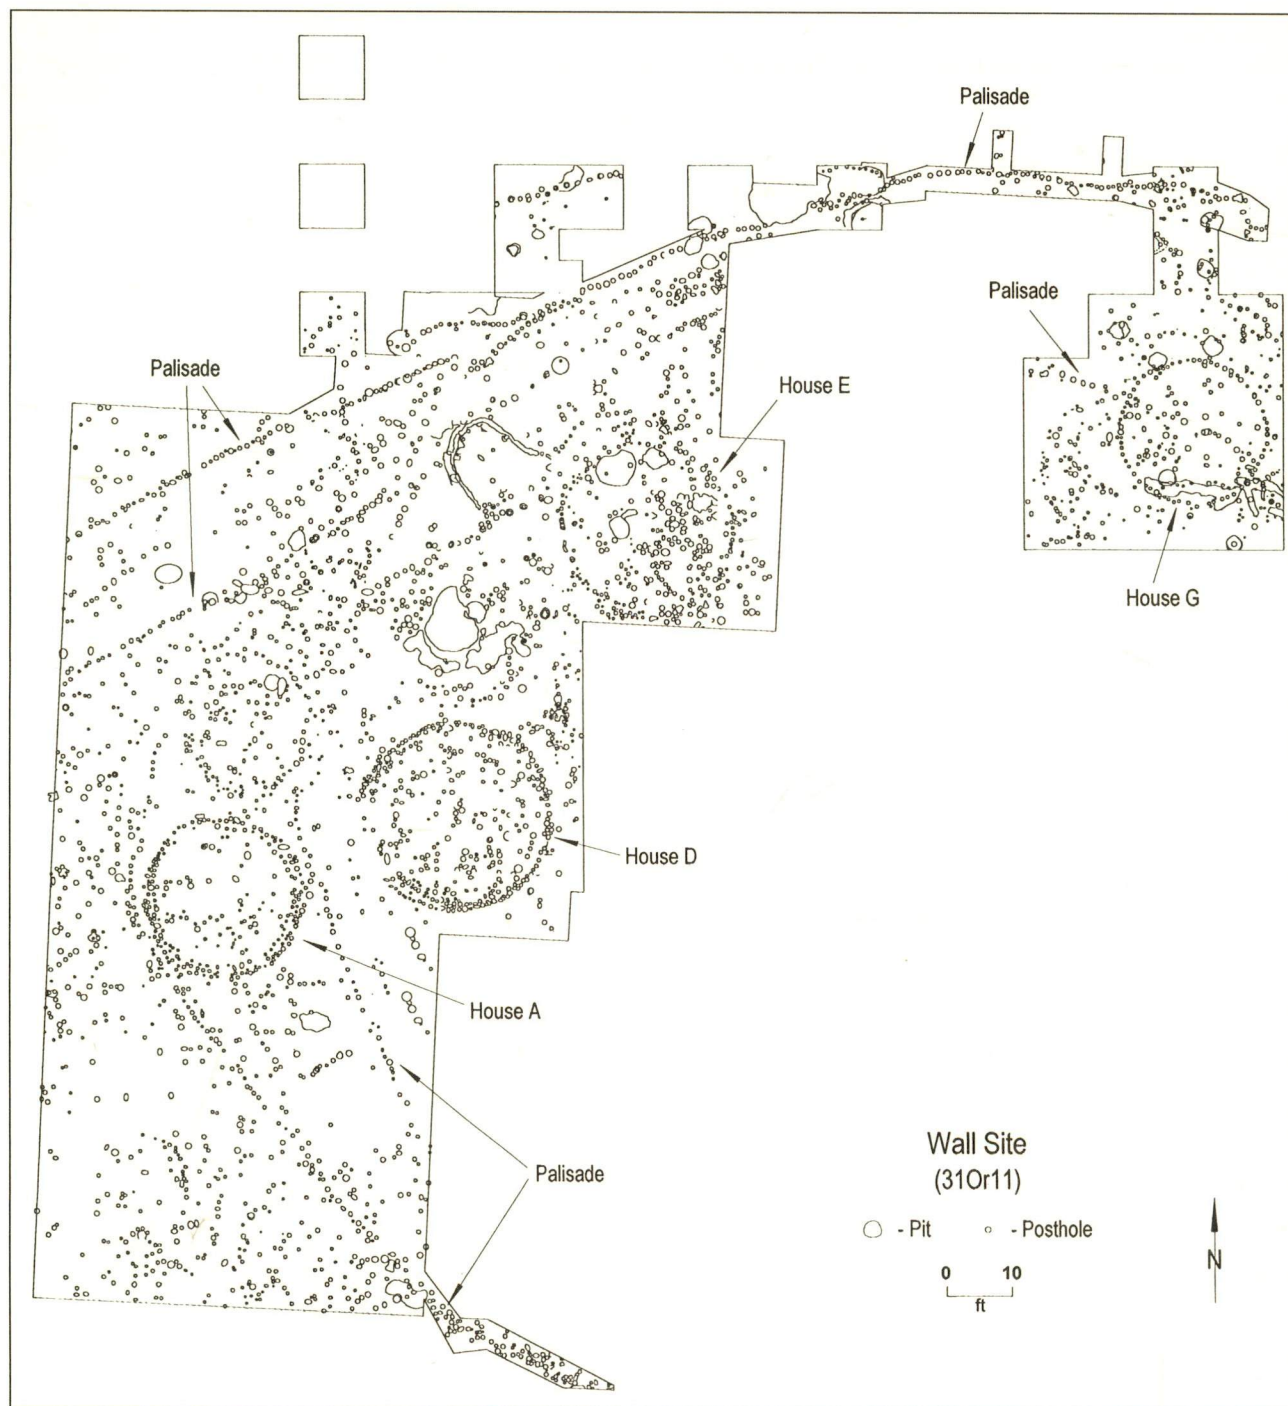 Palisade
Palisade
Palisade
House E
House G
House D
House A
Palisade
Wall Site
(31Or11)
- Pit
- Posthole
0 10
ft
N